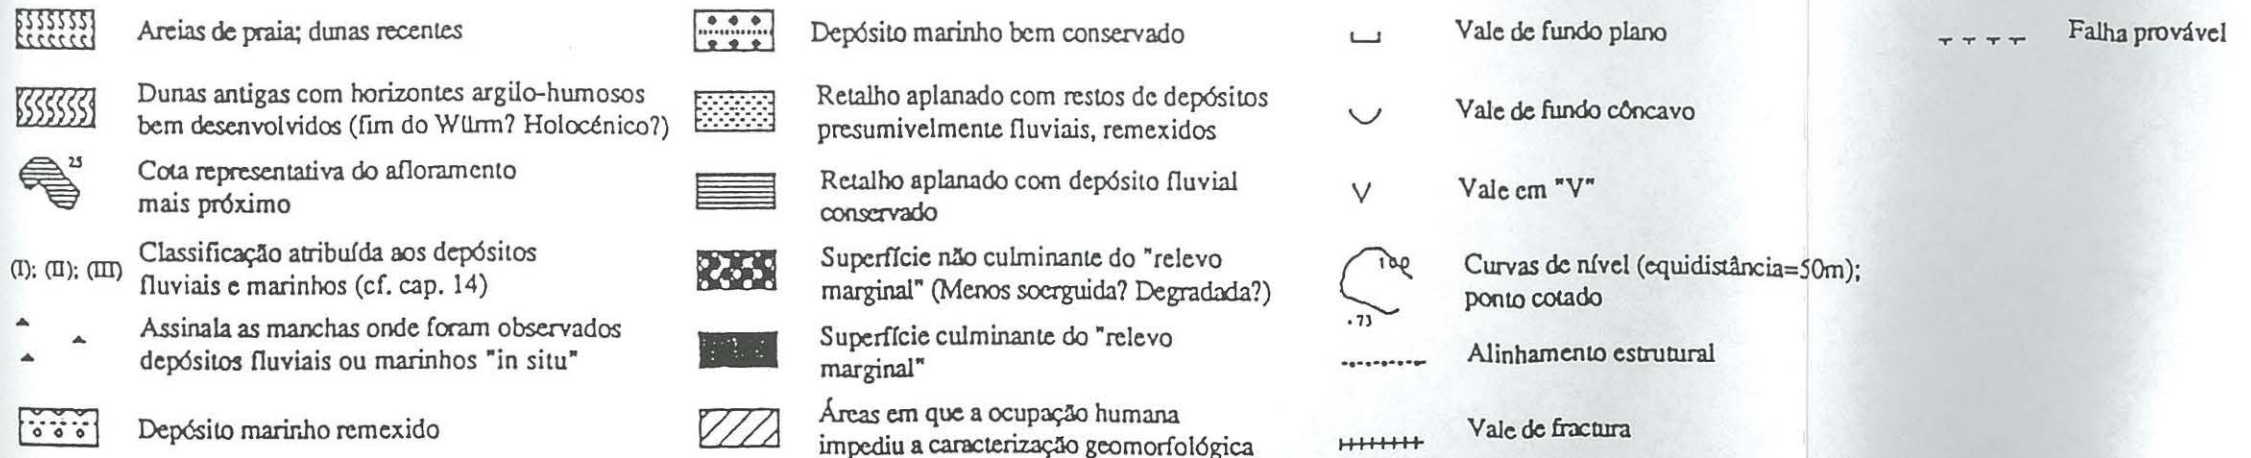 Areias de praia; dunas recentes
Dunas antigas com horizontes argilo-humosos
bem desenvolvidos (fim do Würm? Holocénico?)
25
Cota representativa do afloramento
mais próximo
(I); (II); (III)
Classificação atribuída aos depósitos
fluviais e marinhos (cf. cap. 14)
Assinala as manchas onde foram observados
depósitos fluviais ou marinhos "in situ"
Depósito marinho remexido
Depósito marinho bem conservado
Retalho aplanado com restos de depósitos
presumivelmente fluviais, remexidos
Retalho aplanado com depósito fluvial
conservado
Superfície não culminante do "relevo
marginal" (Menos soerguida? Degradada?)
Superfície culminante do "relevo
marginal"
Áreas em que a ocupação humana
impediu a caracterização geomorfológica
Vale de fundo plano
Vale de fundo côncavo
Vale em "V"
100
.73
Curvas de nível (equidistância=50m);
ponto cotado
Alinhamento estrutural
Vale de fractura
Falha provável